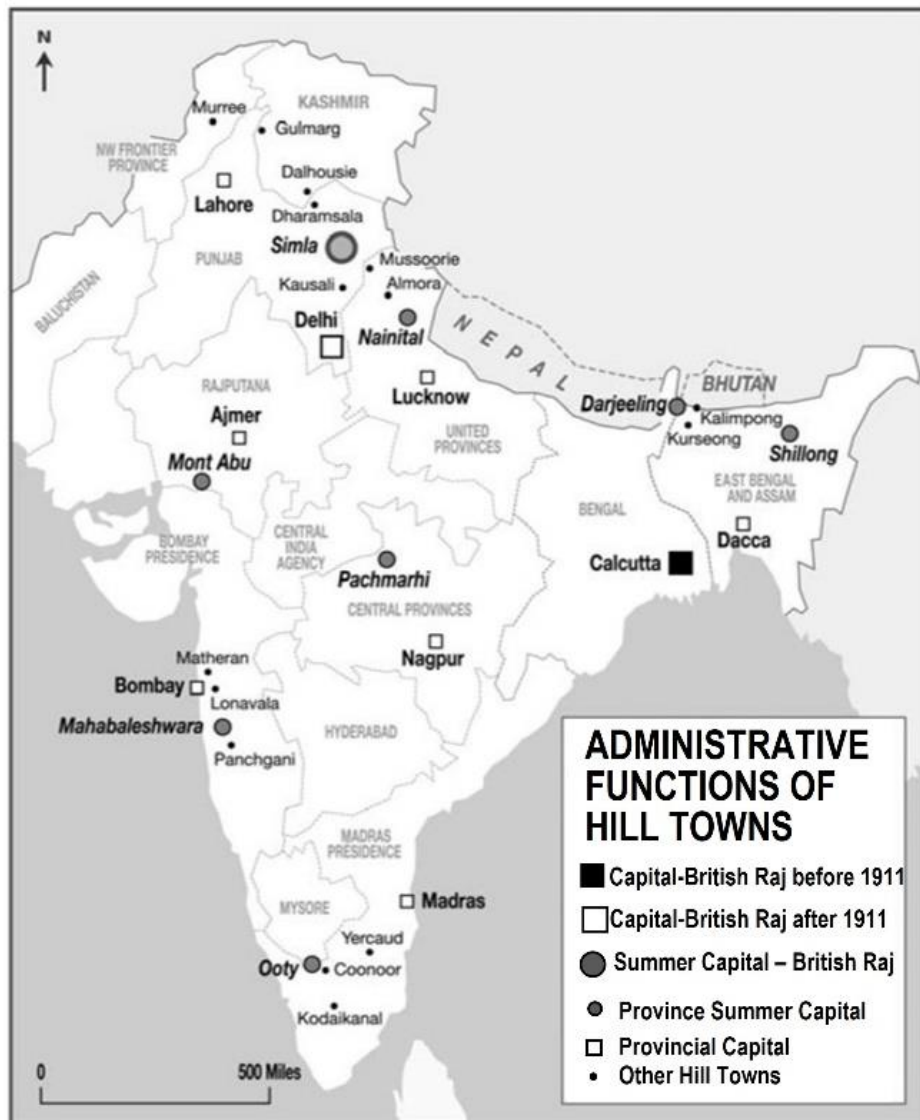 N
Murree
KASHMIR
Gulmarg
NW FRONTIER
PROVINCE
Dalhousie
Lahore
Dharamsala
Simla
PUNJAB
Mussoorie
BALUCHISTAN
Kausali
Almora
Delhi
Nainital
NEPAL
RAJPUTANA
Lucknow
BHUTAN
Darjeeling
Ajmer
Kalimpong
UNITED
PROVINCES
Kurseong
Shillong
Mont Abu
EAST BENGAL
AND ASSAM
BENGAL
CENTRAL
INDIA
AGENCY
BOMBAY
PRESIDENCE
Dacca
Calcutta
Pachmarhi
CENTRAL PROVINCES
Nagpur
Matheran
Bombay
Lonavala
Mahabaleshwara
HYDERABAD
Panchgani
MADRAS
PRESIDENCE
Madras
MYSORE
Yercaud
Ooty
Coonoor
Kodaikanal
0 500 Miles
ADMINISTRATIVE
FUNCTIONS OF
HILL TOWNS
Capital-British Raj before 1911
Capital-British Raj after 1911
Summer Capital – British Raj
Province Summer Capital
Provincial Capital
Other Hill Towns